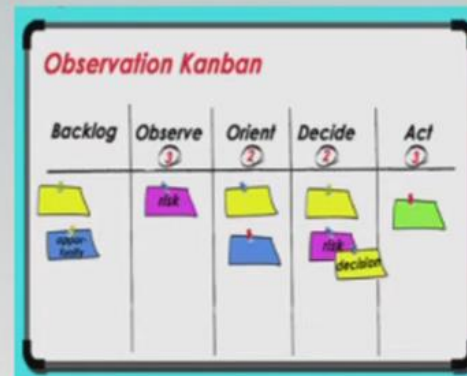 Observation Kanban
Backlog Observe Orient Decide Act
3 2 2 3
risk
oppor-
tunity
risk
decision